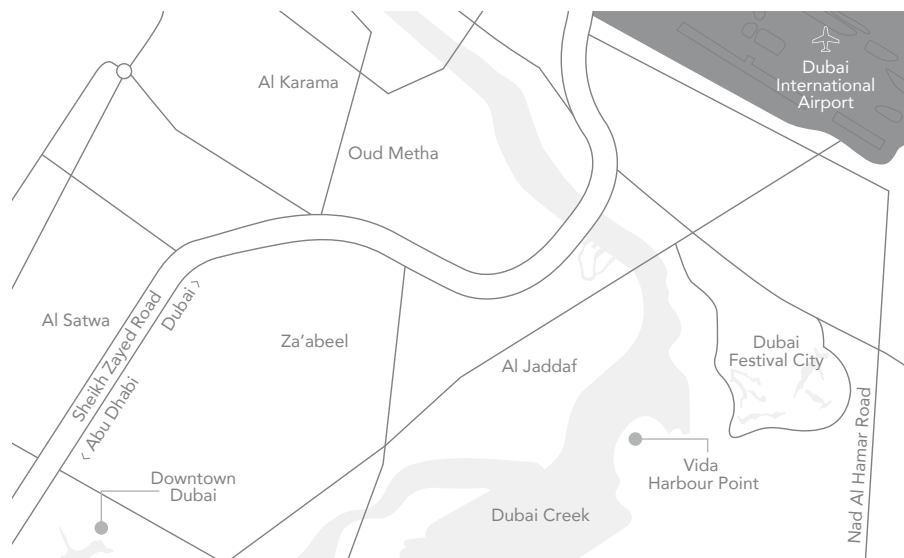 Dubai
International
Airport
Al Karama
Oud Metha
Al Satwa
Sheikh Zayed Road
Dubai >
< Abu Dhabi
Za'abeel
Al Jaddaf
Dubai
Festival City
Nad Al Hamar Road
Vida
Harbour Point
Downtown
Dubai
Dubai Creek